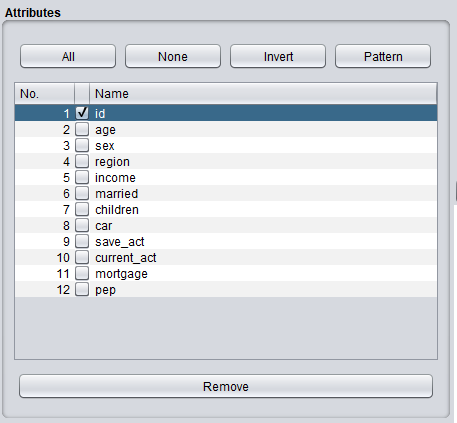 Attributes
All None Invert Pattern
No. Name
1 id
2 age
3 sex
4 region
5 income
6 married
7 children
8 car
9 save_act
10 current_act
11 mortgage
12 pep
Remove